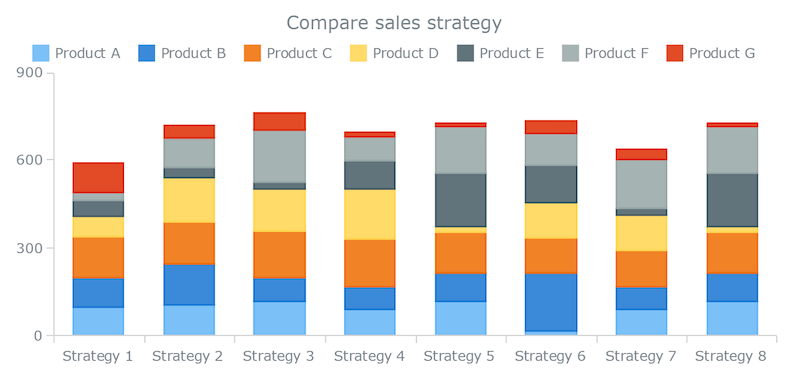 Compare sales strategy
Product A Product B Product C Product D Product E Product F Product G
900
600
300
0
Strategy 1 Strategy 2 Strategy 3 Strategy 4 Strategy 5 Strategy 6 Strategy 7 Strategy 8